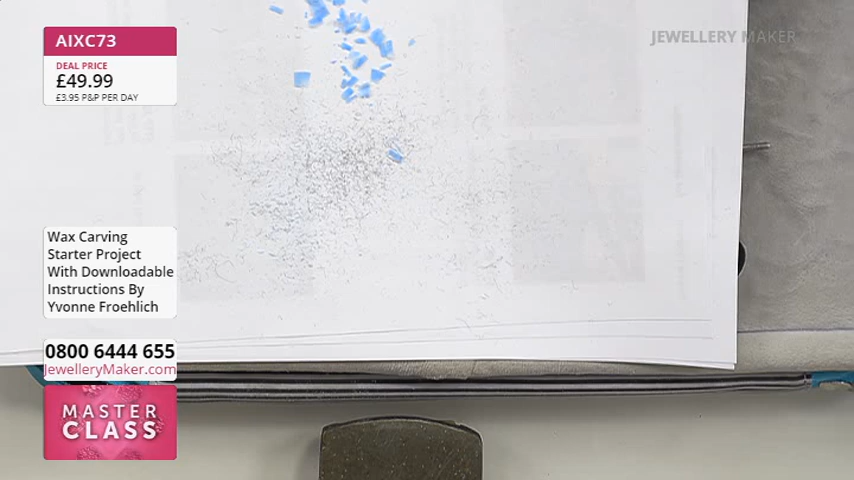 AIXC73
DEAL PRICE
£49.99
£3.95 P&P PER DAY
JEWELLERY MAKER
Wax Carving
Starter Project
With Downloadable
Instructions By
Yvonne Froehlich
0800 6444 655
JewelleryMaker.com
MASTER
CLASS